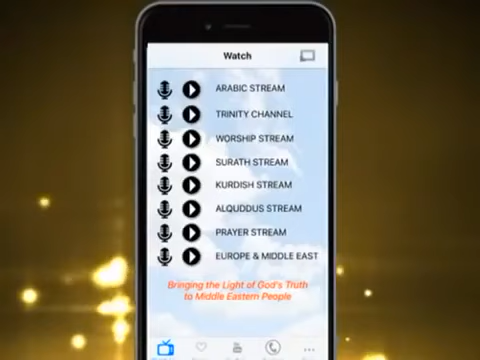 Watch
ARABIC STREAM
TRINITY CHANNEL
WORSHIP STREAM
SURATH STREAM
KURDISH STREAM
ALQUDDUS STREAM
PRAYER STREAM
EUROPE & MIDDLE EAST
Bringing the Light of God's Truth
to Middle Eastern People